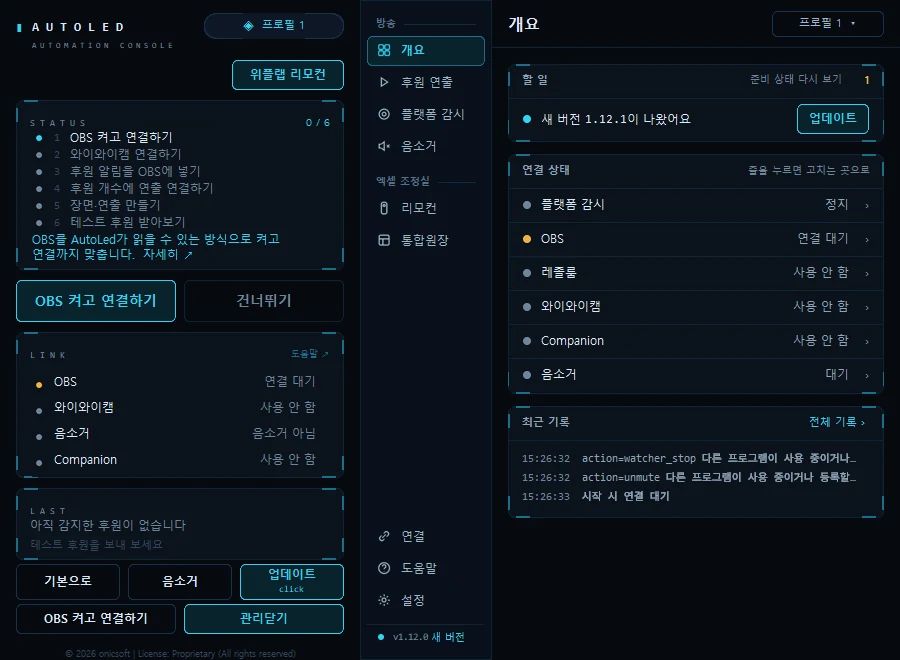 AUTOLED
AUTOMATION CONSOLE
프로필 1
위플랩 리모컨
STATUS
0 / 6
1 OBS 켜고 연결하기
2 와이와이캠 연결하기
3 후원 알림을 OBS에 넣기
4 후원 개수에 연출 연결하기
5 장면·연출 만들기
6 테스트 후원 받아보기
OBS를 AutoLed가 읽을 수 있는 방식으로 켜고
연결까지 맞춥니다. 자세히 ↗
OBS 켜고 연결하기
건너뛰기
LINK
도움말 ↗
OBS 연결 대기
와이와이캠 사용 안 함
음소거 음소거 아님
Companion 사용 안 함
LAST
아직 감지한 후원이 없습니다
테스트 후원을 보내 보세요
기본으로
음소거
업데이트
click
OBS 켜고 연결하기
관리닫기
© 2026 onicsoft | License: Proprietary (All rights reserved)
방송
개요
후원 연출
플랫폼 감시
음소거
엑셀 조정실
리모컨
통합원장
연결
도움말
설정
v1.12.0 새 버전
개요
프로필 1 ▾
할 일
준비 상태 다시 보기 1
새 버전 1.12.1이 나왔어요
업데이트
연결 상태
줄을 누르면 고치는 곳으로
플랫폼 감시 정지 ›
OBS 연결 대기 ›
레졸룸 사용 안 함 ›
와이와이캠 사용 안 함 ›
Companion 사용 안 함 ›
음소거 대기 ›
최근 기록
전체 기록 ›
15:26:32 action=watcher_stop 다른 프로그램이 사용 중이거나…
15:26:32 action=unmute 다른 프로그램이 사용 중이거나 등록할…
15:26:33 시작 시 연결 대기